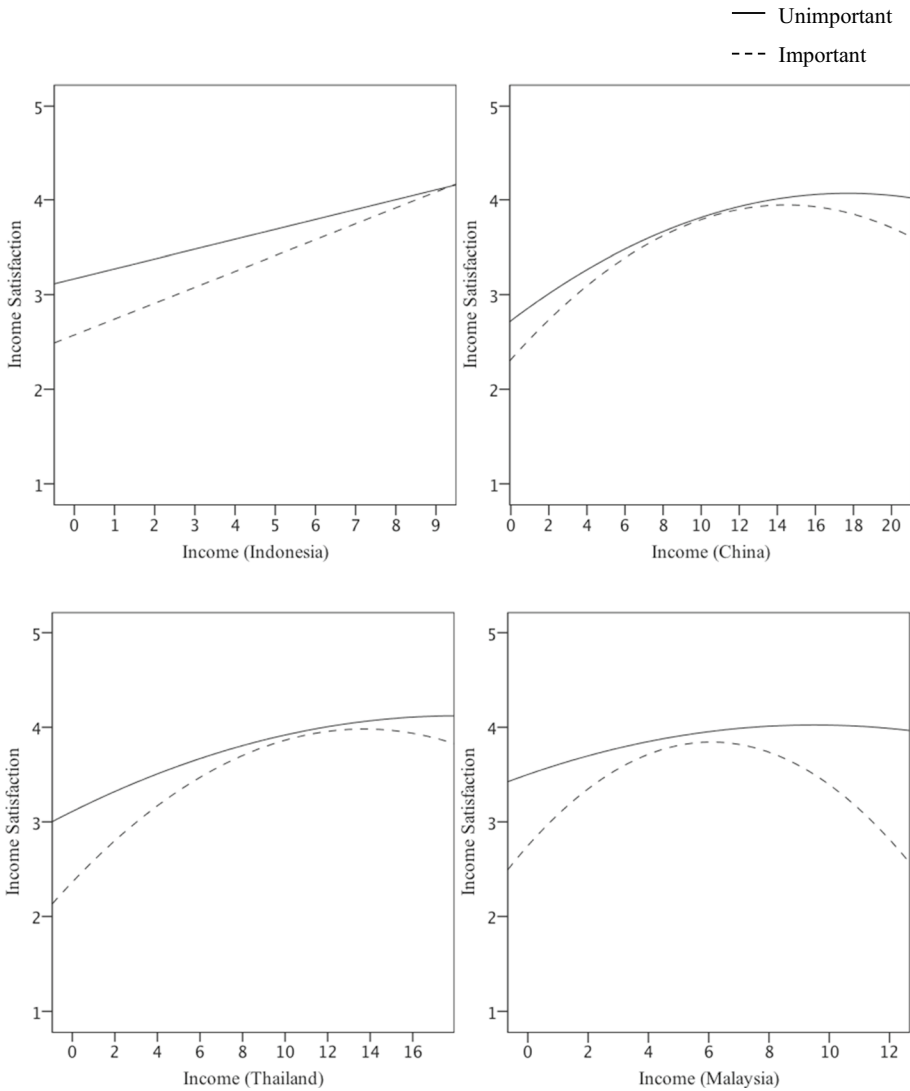 Unimportant
Important
5
4
3
2
1
Income Satisfaction
0 1 2 3 4 5 6 7 8 9
Income (Indonesia)
5
4
3
2
1
Income Satisfaction
0 2 4 6 8 10 12 14 16 18 20
Income (China)
5
4
3
2
1
Income Satisfaction
0 2 4 6 8 10 12 14 16
Income (Thailand)
5
4
3
2
1
Income Satisfaction
0 2 4 6 8 10 12
Income (Malaysia)